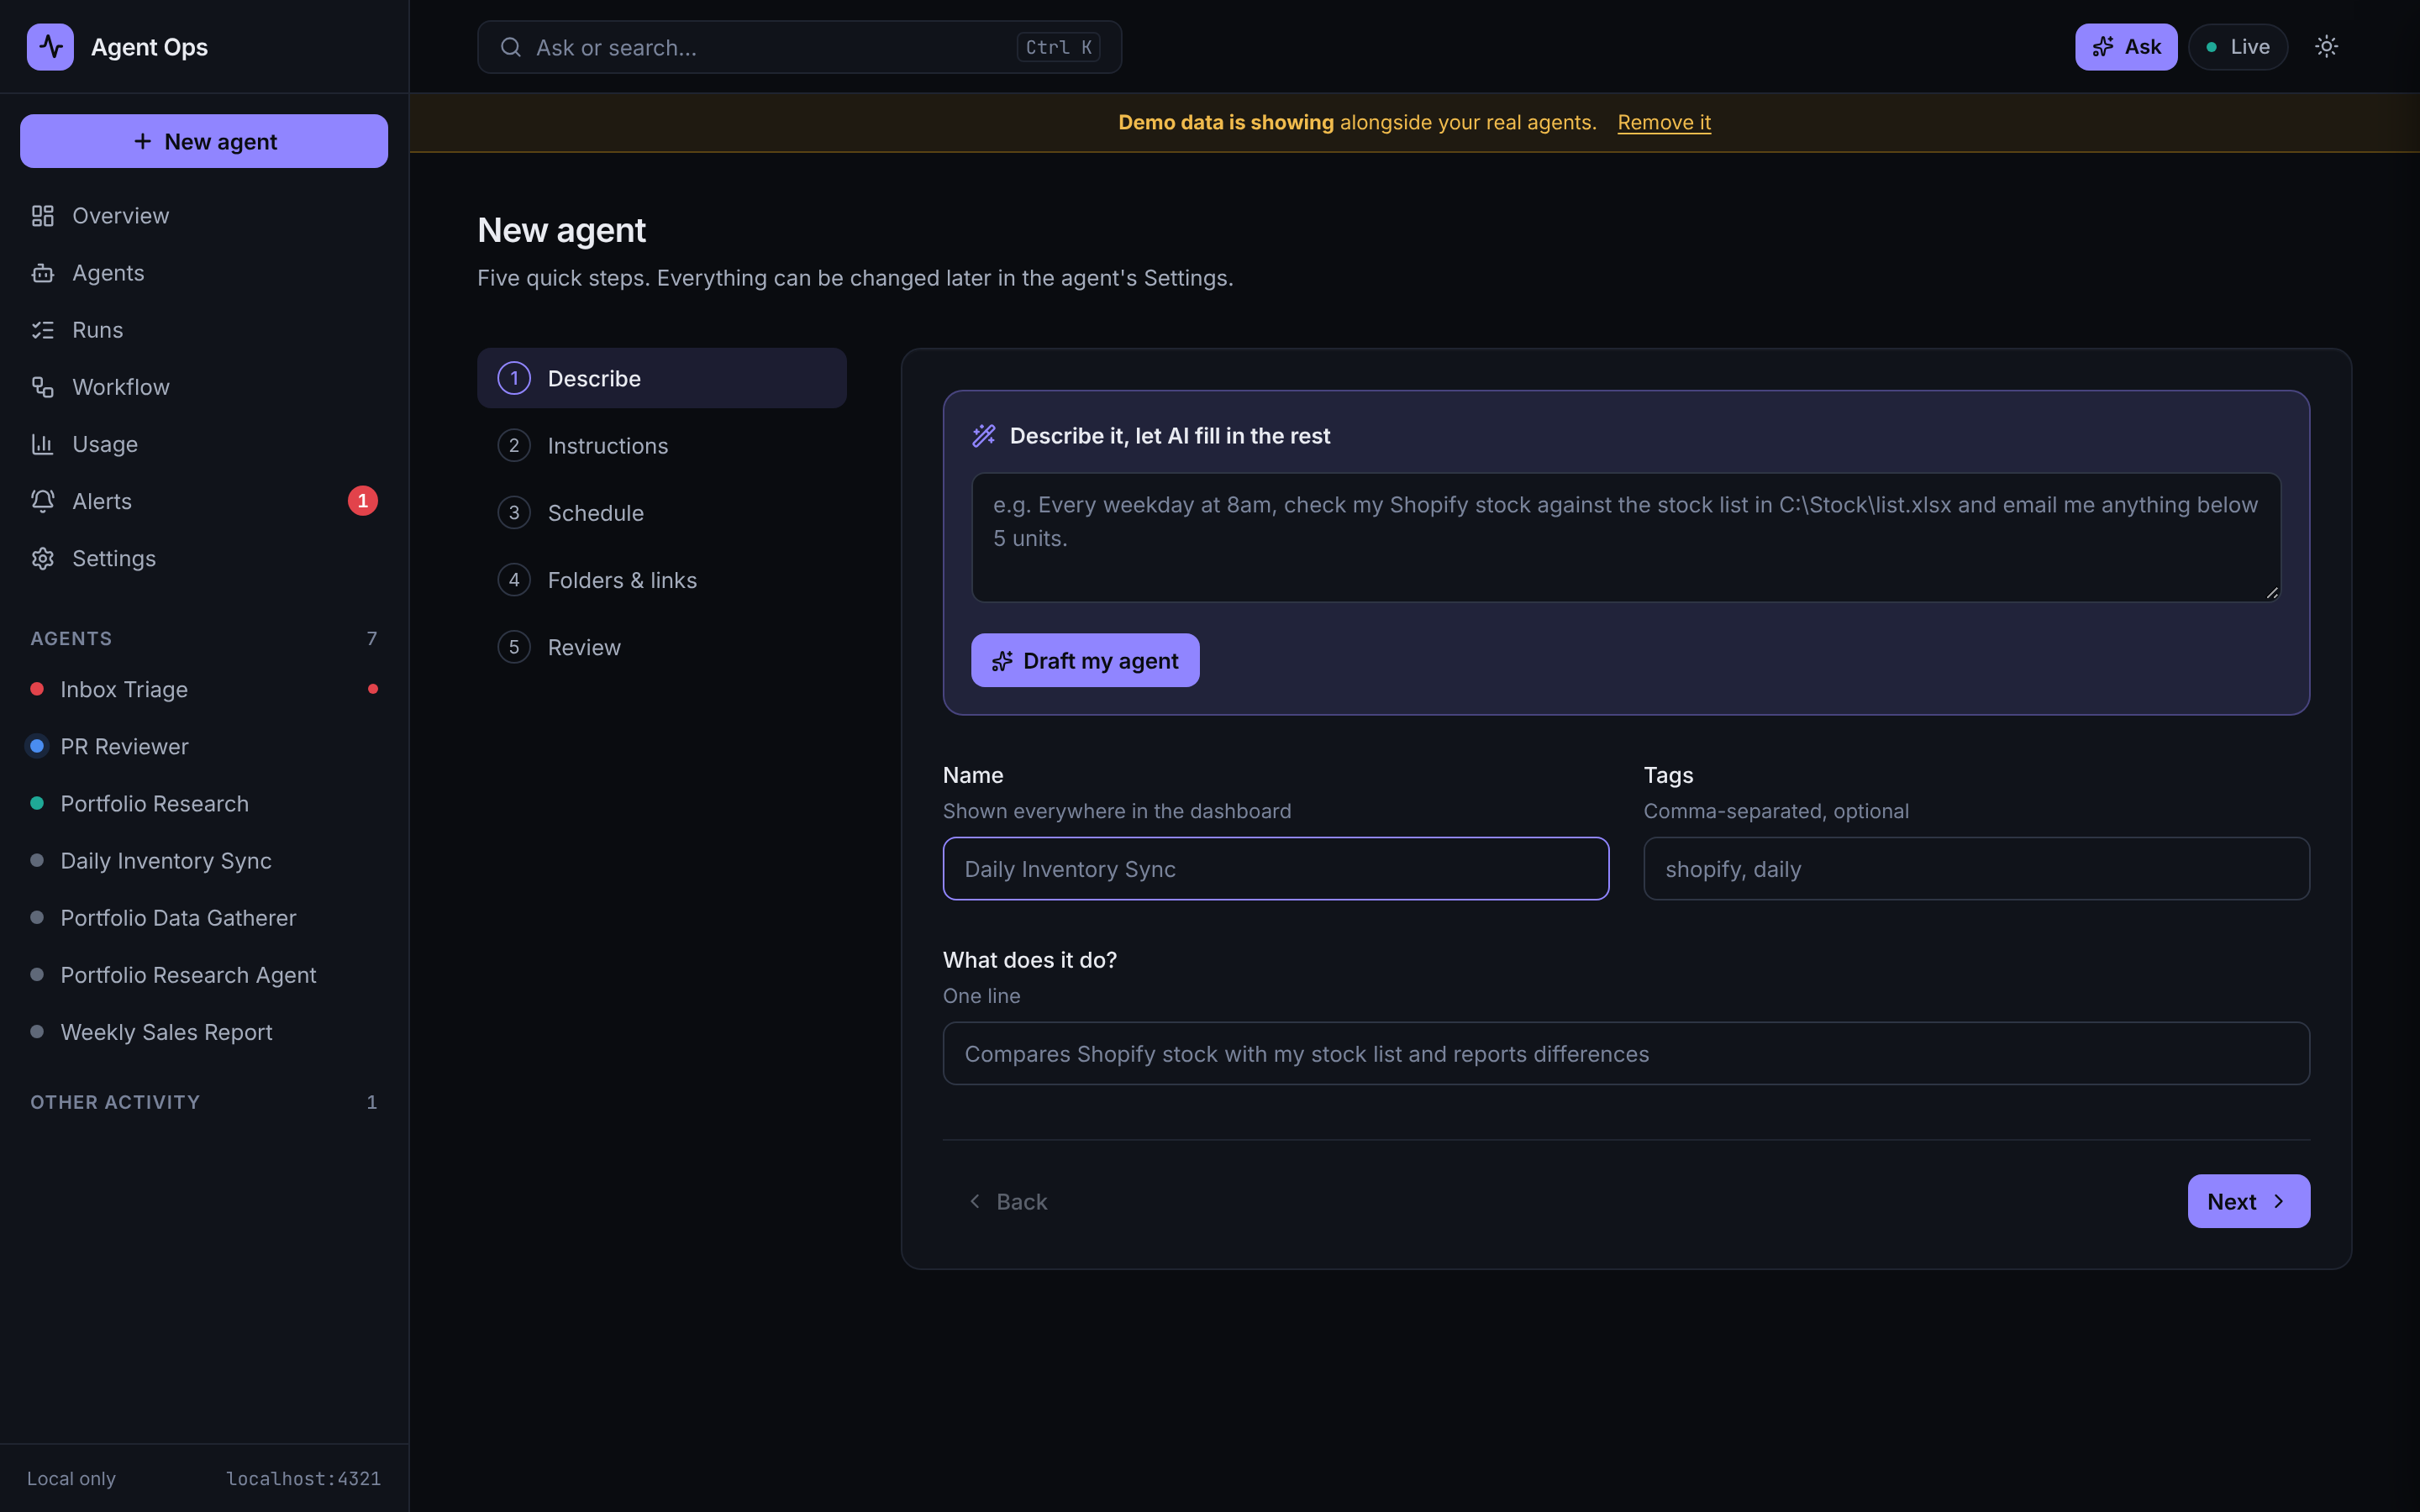 Agent Ops
Ask or search...
Ctrl K
Ask
Live
New agent
Demo data is showing alongside your real agents. Remove it
Overview
Agents
Runs
Workflow
Usage
Alerts
1
Settings
AGENTS
7
Inbox Triage
PR Reviewer
Portfolio Research
Daily Inventory Sync
Portfolio Data Gatherer
Portfolio Research Agent
Weekly Sales Report
OTHER ACTIVITY
1
Local only
localhost:4321
New agent
Five quick steps. Everything can be changed later in the agent's Settings.
1
Describe
2
Instructions
3
Schedule
4
Folders & links
5
Review
Describe it, let AI fill in the rest
e.g. Every weekday at 8am, check my Shopify stock against the stock list in C:\Stock\list.xlsx and email me anything below
5 units.
Draft my agent
Name
Shown everywhere in the dashboard
Daily Inventory Sync
Tags
Comma-separated, optional
shopify, daily
What does it do?
One line
Compares Shopify stock with my stock list and reports differences
Back
Next